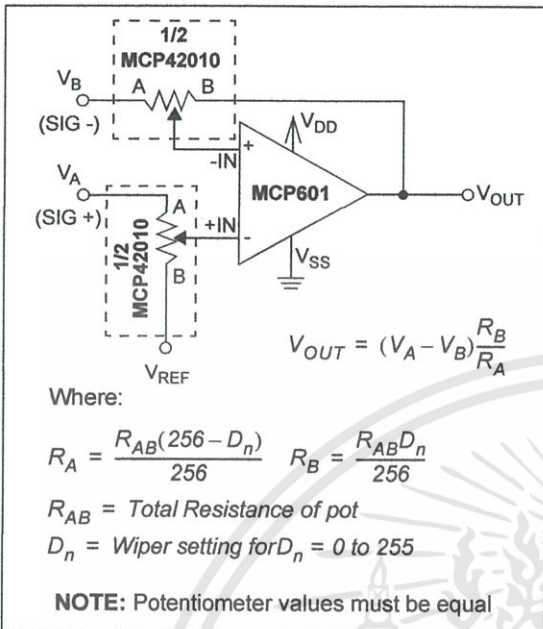 1/2
MCP42010
V_B
A
B
(SIG -)
V_DD
-IN
+
V_A
MCP601
V_OUT
(SIG +)
A
+IN
-
1/2
MCP42010
B
V_SS
V_REF
V_OUT = (V_A – V_B) R_B / R_A
Where:
R_A = R_AB(256 – D_n) / 256    R_B = R_AB D_n / 256
R_AB = Total Resistance of pot
D_n = Wiper setting forD_n = 0 to 255
NOTE: Potentiometer values must be equal